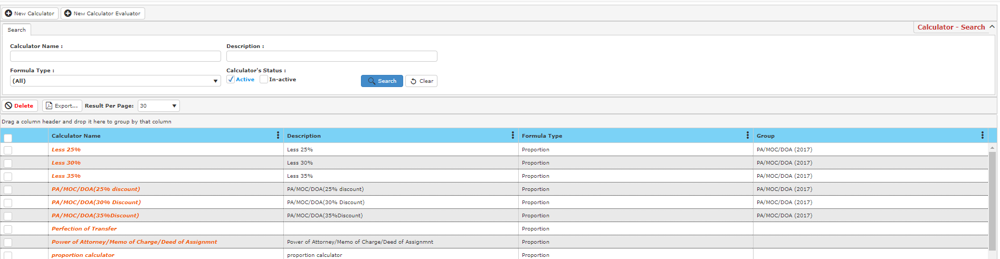 New Calculator New Calculator Evaluator
Search Calculator - Search
Calculator Name : Description :
Formula Type : Calculator's Status :
(All) Active In-active Search Clear
Delete Export... Result Per Page: 30
Drag a column header and drop it here to group by that column
Calculator Name Description Formula Type Group
Less 25% Less 25% Proportion PA/MOC/DOA (2017)
Less 30% Less 30% Proportion PA/MOC/DOA (2017)
Less 35% Less 35% Proportion PA/MOC/DOA (2017)
PA/MOC/DOA(25% discount) PA/MOC/DOA(25% discount) Proportion PA/MOC/DOA (2017)
PA/MOC/DOA(30% Discount) PA/MOC/DOA(30% Discount) Proportion PA/MOC/DOA (2017)
PA/MOC/DOA(35%Discount) PA/MOC/DOA(35%Discount) Proportion PA/MOC/DOA (2017)
Perfection of Transfer Proportion
Power of Attorney/Memo of Charge/Deed of Assignmnt Power of Attorney/Memo of Charge/Deed of Assignmnt Proportion
proportion calculator proportion calculator Proportion